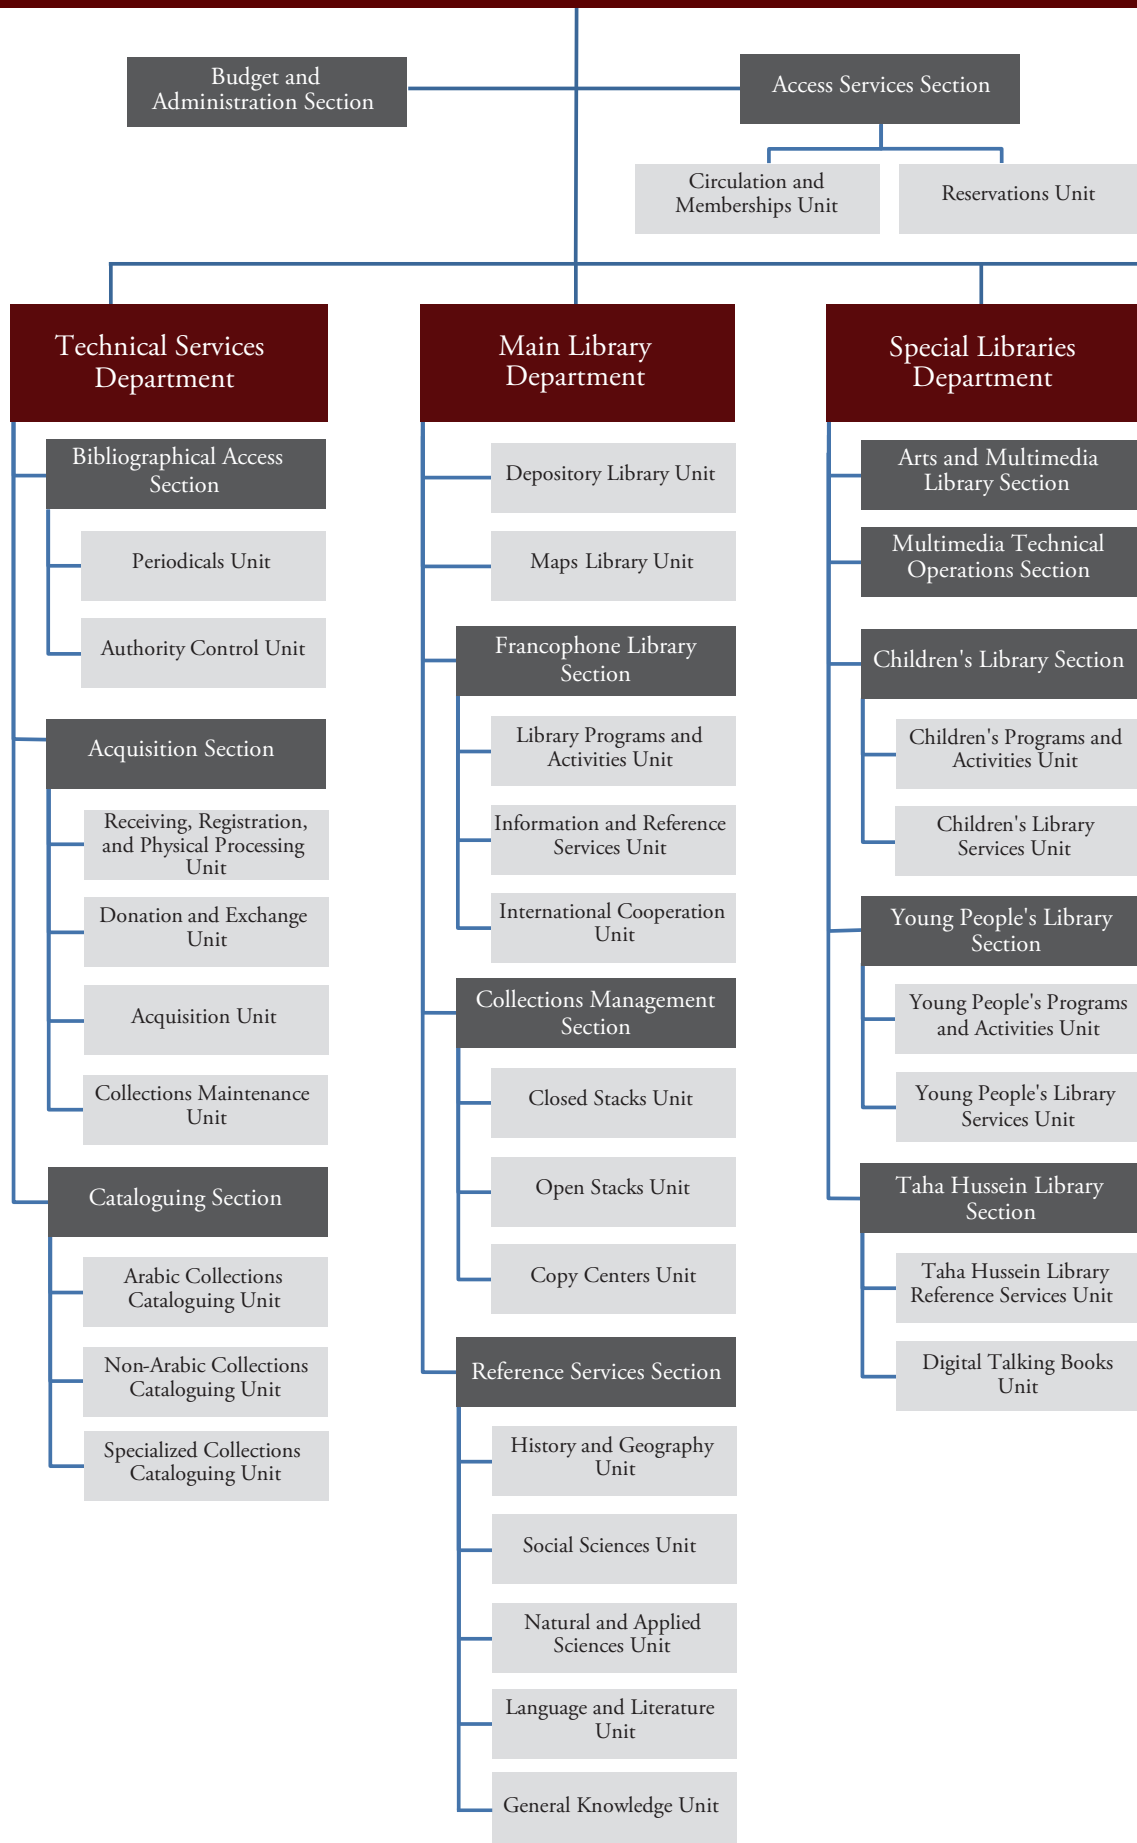 Budget and
Administration Section
Access Services Section
Circulation and
Memberships Unit
Reservations Unit
Technical Services
Department
Bibliographical Access
Section
Periodicals Unit
Authority Control Unit
Acquisition Section
Receiving, Registration,
and Physical Processing
Unit
Donation and Exchange
Unit
Acquisition Unit
Collections Maintenance
Unit
Cataloguing Section
Arabic Collections
Cataloguing Unit
Non-Arabic Collections
Cataloguing Unit
Specialized Collections
Cataloguing Unit
Main Library
Department
Depository Library Unit
Maps Library Unit
Francophone Library
Section
Library Programs and
Activities Unit
Information and Reference
Services Unit
International Cooperation
Unit
Collections Management
Section
Closed Stacks Unit
Open Stacks Unit
Copy Centers Unit
Reference Services Section
History and Geography
Unit
Social Sciences Unit
Natural and Applied
Sciences Unit
Language and Literature
Unit
General Knowledge Unit
Special Libraries
Department
Arts and Multimedia
Library Section
Multimedia Technical
Operations Section
Children's Library Section
Children's Programs and
Activities Unit
Children's Library
Services Unit
Young People's Library
Section
Young People's Programs
and Activities Unit
Young People's Library
Services Unit
Taha Hussein Library
Section
Taha Hussein Library
Reference Services Unit
Digital Talking Books
Unit